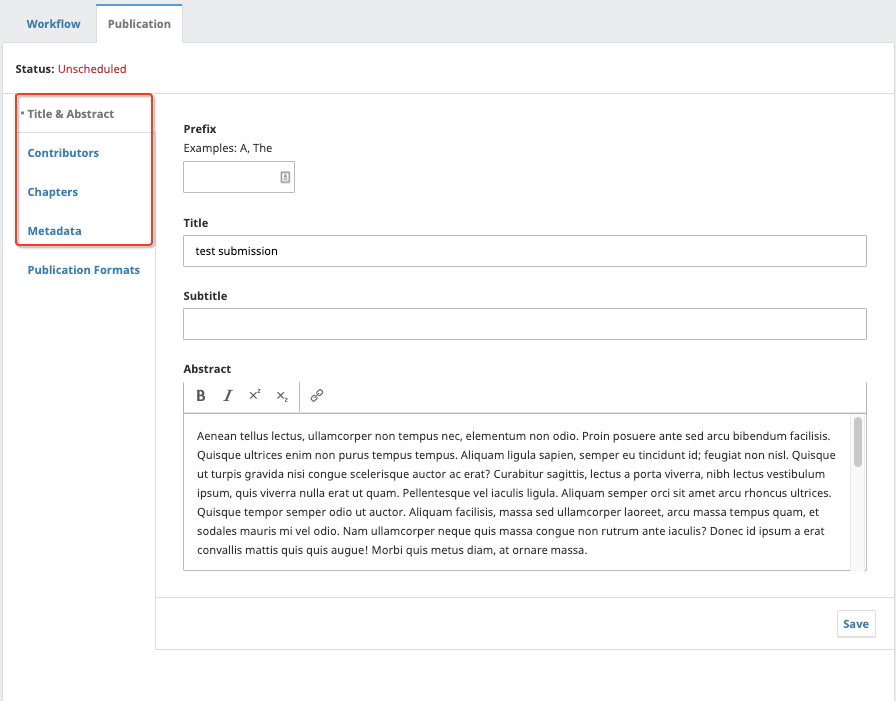 Workflow
Publication
Status: Unscheduled
• Title & Abstract
Contributors
Chapters
Metadata
Publication Formats
Prefix
Examples: A, The
Title
test submission
Subtitle
Abstract
B I x² x₂
Aenean tellus lectus, ullamcorper non tempus nec, elementum non odio. Proin posuere ante sed arcu bibendum facilisis.
Quisque ultrices enim non purus tempus tempus. Aliquam ligula sapien, semper eu tincidunt id; feugiat non nisl. Quisque
ut turpis gravida nisi congue scelerisque auctor ac erat? Curabitur sagittis, lectus a porta viverra, nibh lectus vestibulum
ipsum, quis viverra nulla erat ut quam. Pellentesque vel iaculis ligula. Aliquam semper orci sit amet arcu rhoncus ultrices.
Quisque tempor semper odio ut auctor. Aliquam facilisis, massa sed ullamcorper laoreet, arcu massa tempus quam, et
sodales mauris mi vel odio. Nam ullamcorper neque quis massa congue non rutrum ante iaculis? Donec id ipsum a erat
convallis mattis quis quis augue! Morbi quis metus diam, at ornare massa.
Save